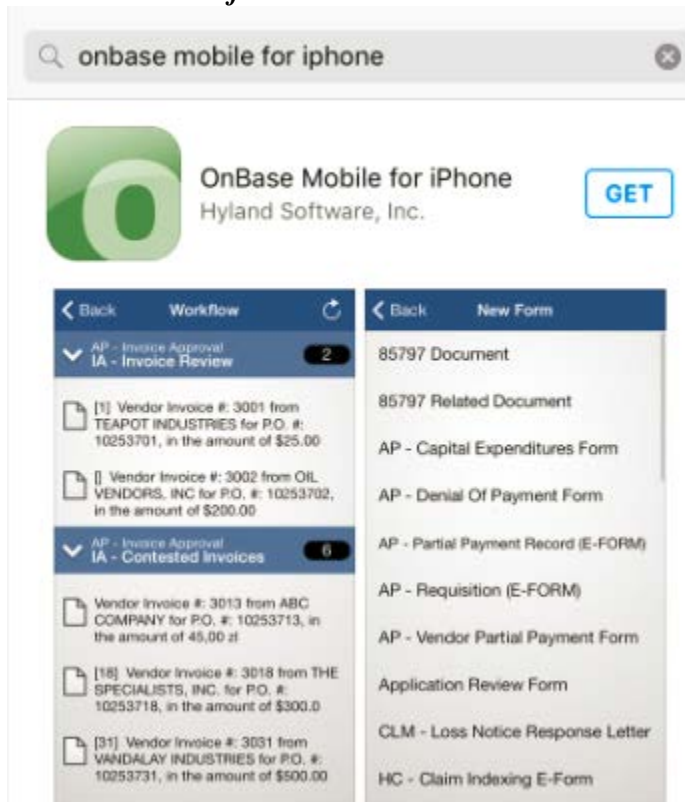 onbase mobile for iphone
OnBase Mobile for iPhone
Hyland Software, Inc.
GET
Back Workflow
AP - Invoice Approval
IA - Invoice Review 2
[1] Vendor Invoice #: 3001 from
TEAPOT INDUSTRIES for P.O. #:
10253701, in the amount of $25.00
[] Vendor Invoice #: 3002 from OIL
VENDORS, INC for P.O. #: 10253702,
in the amount of $200.00
AP - Invoice Approval
IA - Contested Invoices 6
Vendor Invoice #: 3013 from ABC
COMPANY for P.O. #: 10253713, in
the amount of 45,00 zl
[18] Vendor Invoice #: 3018 from THE
SPECIALISTS, INC. for P.O. #:
10253718, in the amount of $300.0
[31] Vendor Invoice #: 3031 from
VANDALAY INDUSTRIES for P.O. #:
10253731, in the amount of $500.00
Back New Form
85797 Document
85797 Related Document
AP - Capital Expenditures Form
AP - Denial Of Payment Form
AP - Partial Payment Record (E-FORM)
AP - Requisition (E-FORM)
AP - Vendor Partial Payment Form
Application Review Form
CLM - Loss Notice Response Letter
HC - Claim Indexing E-Form